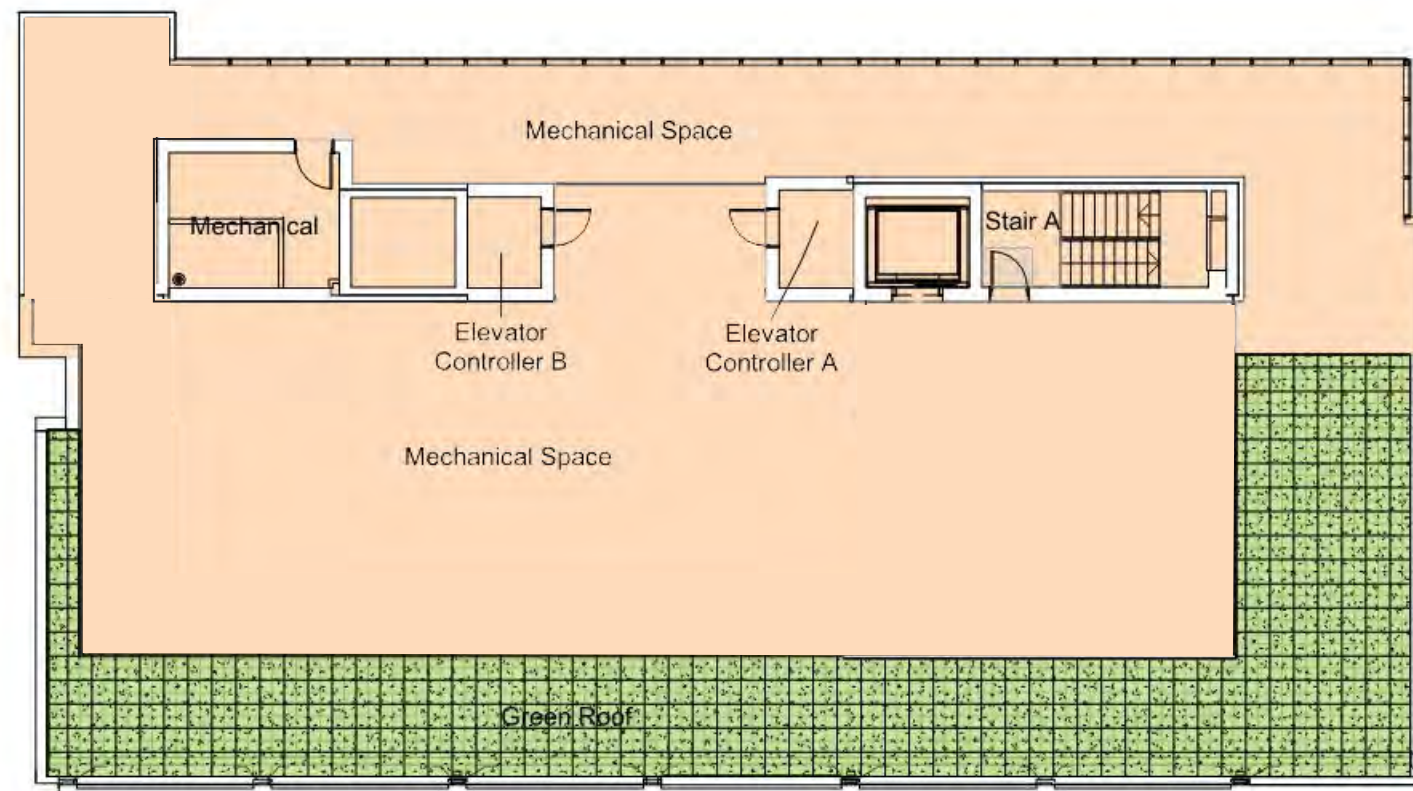 Mechanical Space
Mechanical
Stair A
Elevator
Controller B
Elevator
Controller A
Mechanical Space
Green Roof